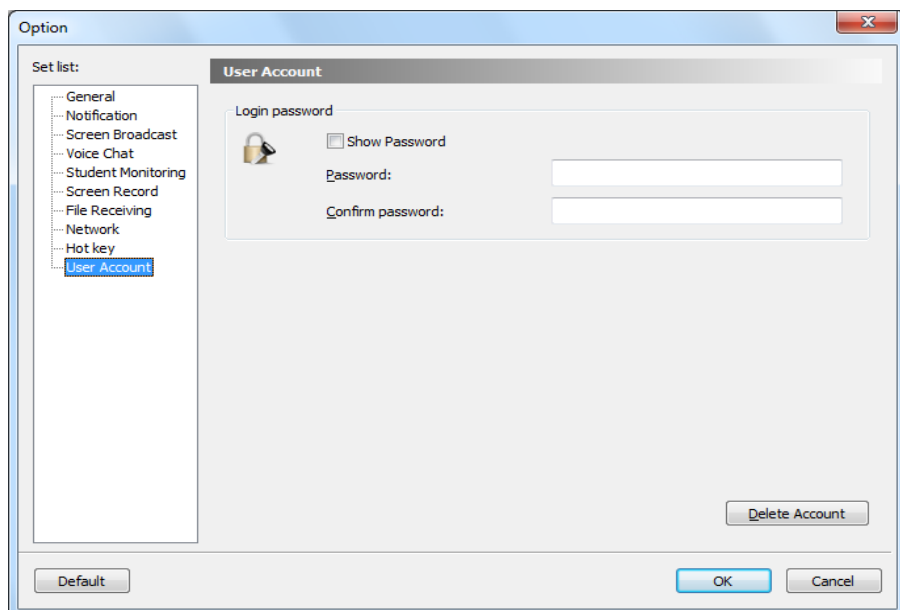 Option
Set list:
General
Notification
Screen Broadcast
Voice Chat
Student Monitoring
Screen Record
File Receiving
Network
Hot key
User Account
User Account
Login password
Show Password
Password:
Confirm password:
Delete Account
Default
OK
Cancel